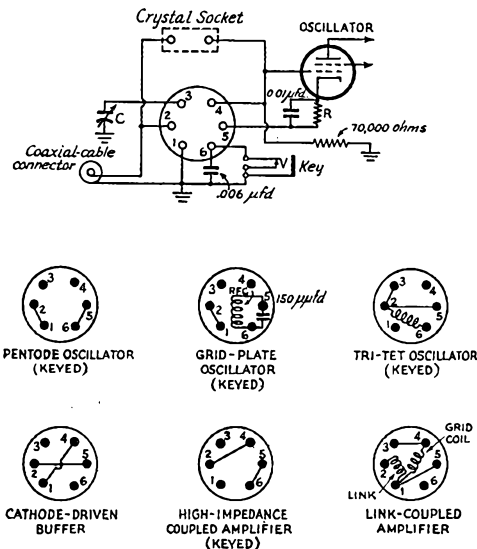 Crystal Socket
OSCILLATOR
.001µfd
R
C
3
4
2
5
1
6
70,000 ohms
Coaxial-cable
connector
V
Key
.006 µfd
3
4
2
5
1
6
PENTODE OSCILLATOR
(KEYED)
3
4
RFC
2
5
150µµfd
1
6
GRID-PLATE
OSCILLATOR
(KEYED)
3
4
2
5
1
6
TRI-TET OSCILLATOR
(KEYED)
3
4
2
5
1
6
CATHODE-DRIVEN
BUFFER
3
4
2
5
1
6
HIGH-IMPEDANCE
COUPLED AMPLIFIER
(KEYED)
3
4
GRID
COIL
2
5
1
6
LINK
LINK-COUPLED
AMPLIFIER